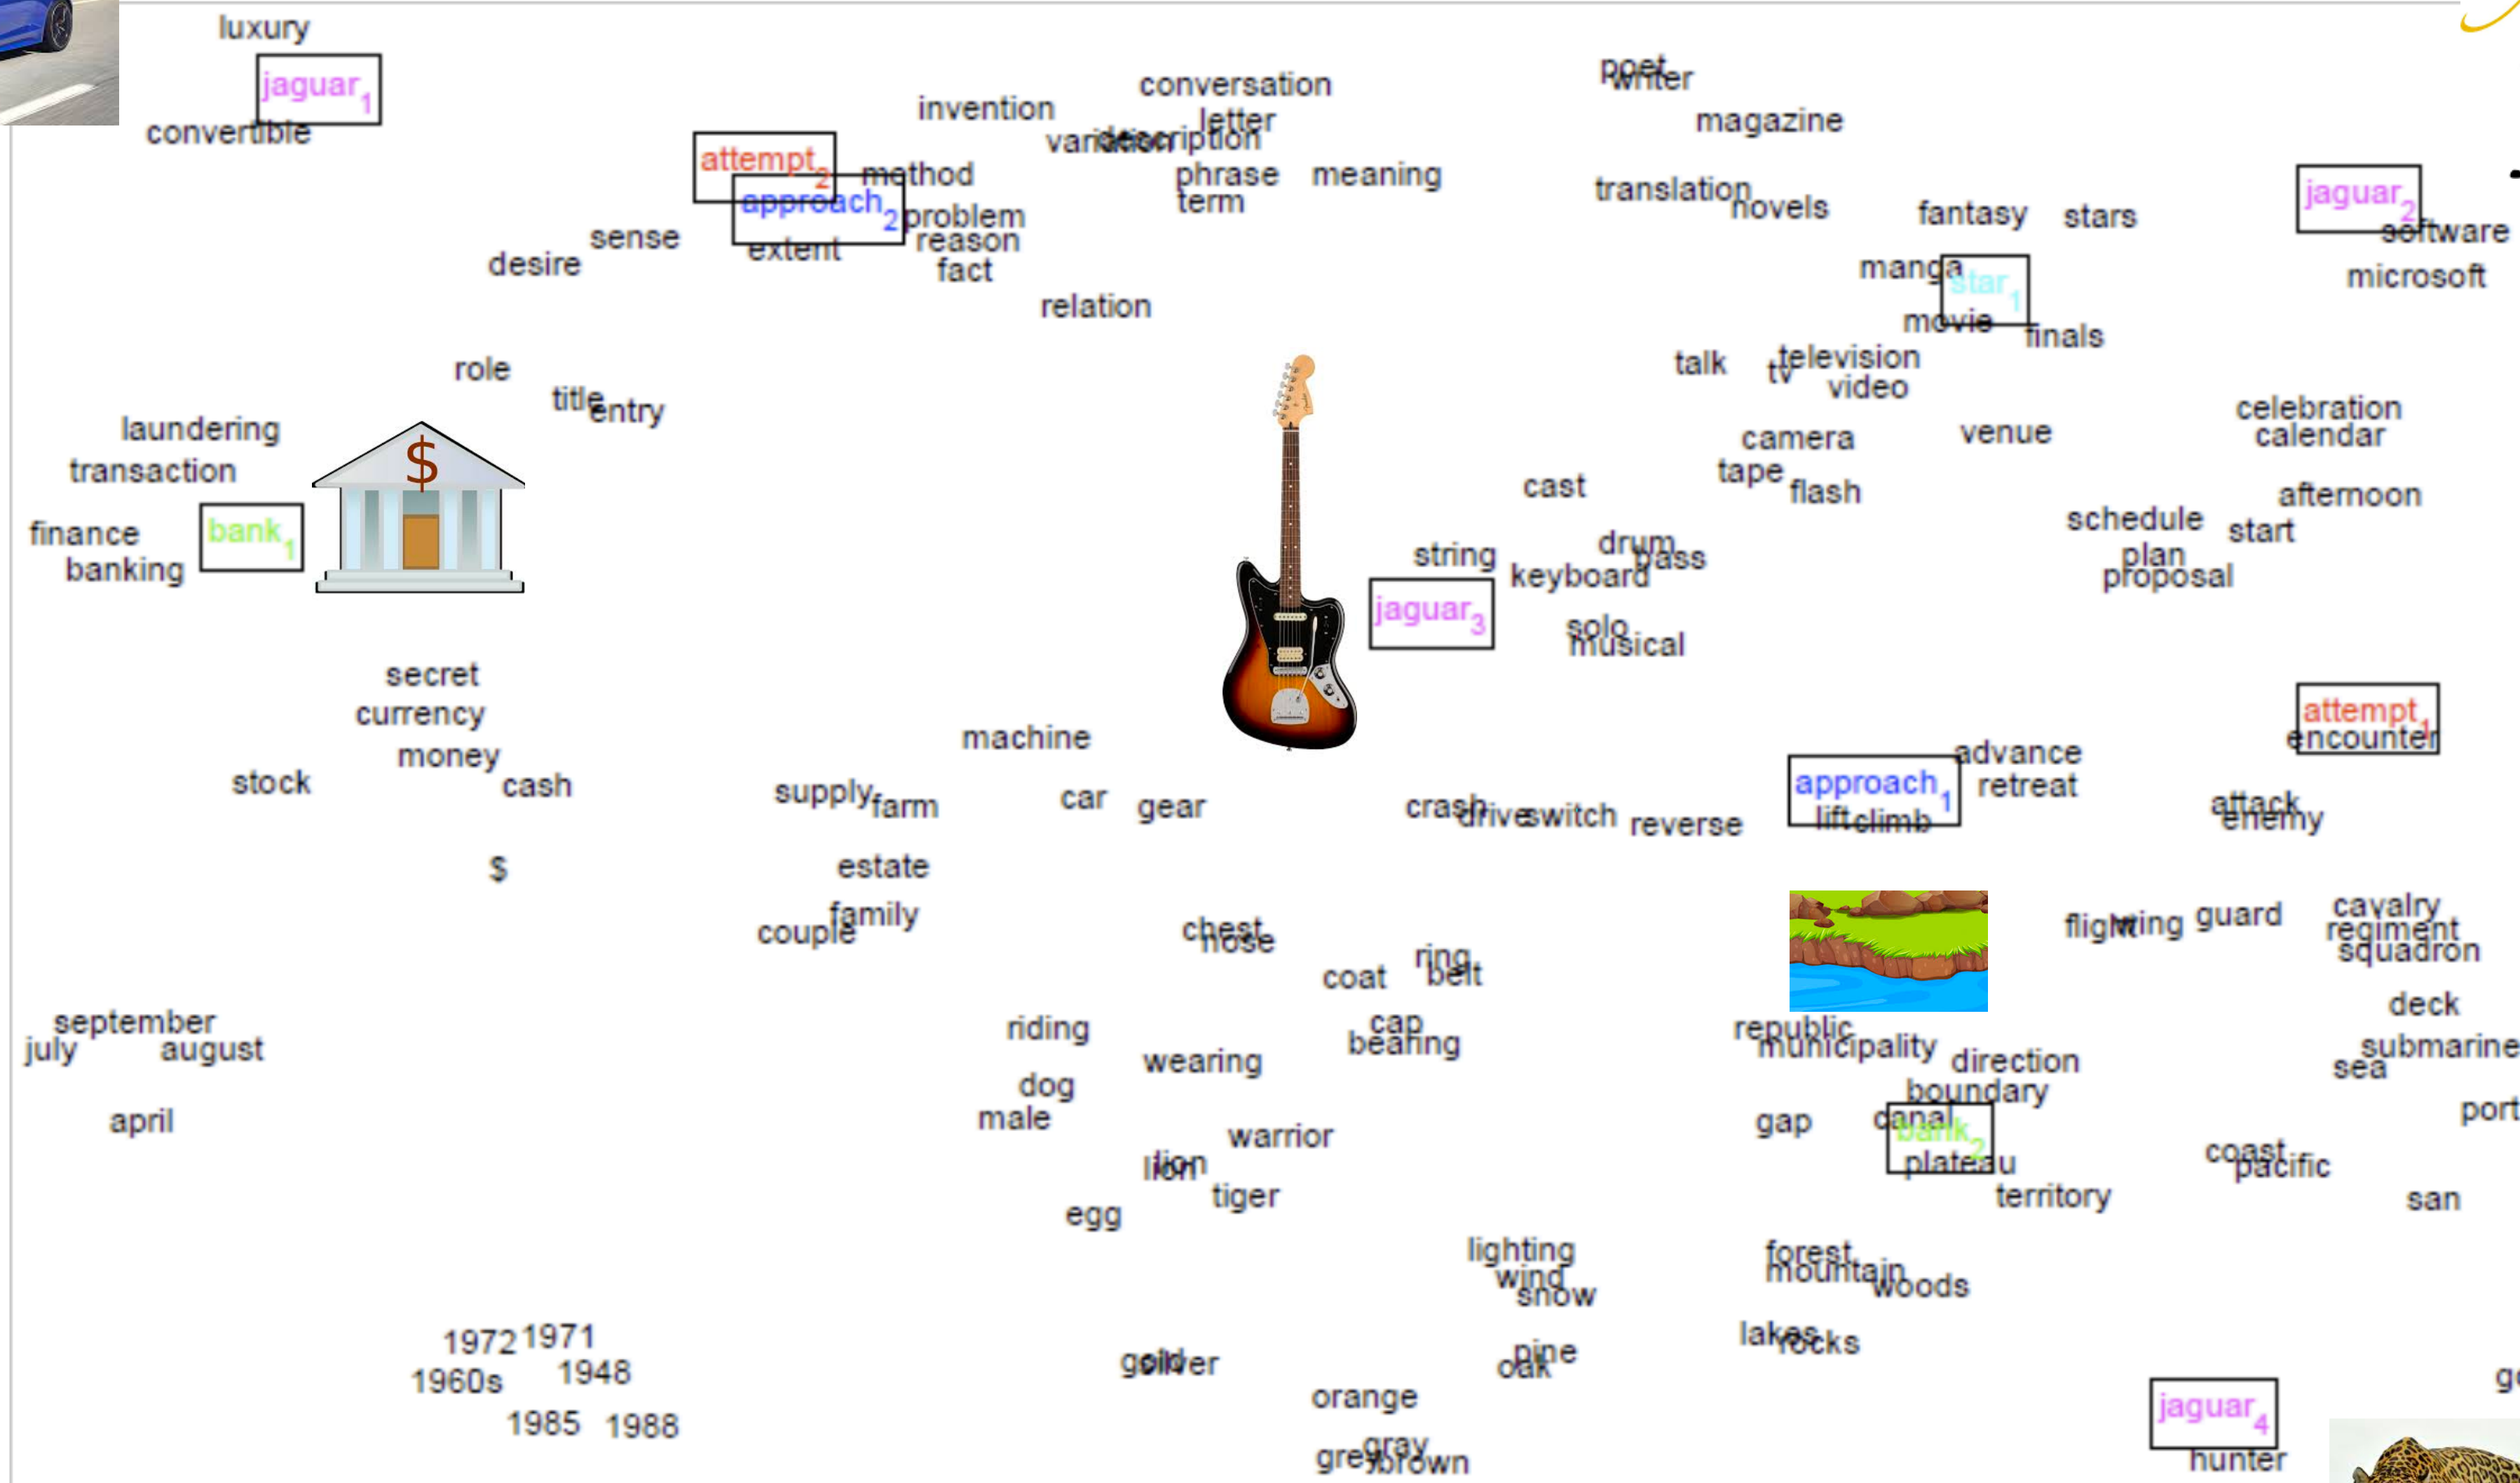 luxury
jaguar1
convertible
conversation
invention
letter
variation
description
attempt2
method
phrase
meaning
approach2
term
problem
sense
extent
reason
desire
fact
relation
poet
writer
magazine
translation
novels
fantasy
stars
jaguar2
software
manga
star1
microsoft
movie
finals
talk
tv
television
video
role
title
entry
celebration
calendar
camera
venue
laundering
$
transaction
tape
flash
cast
afternoon
schedule
start
finance
bank1
banking
string
drum
bass
keyboard
plan
proposal
jaguar3
solo
musical
secret
currency
money
stock
cash
machine
attempt1
encounter
advance
approach1
retreat
lift
climb
supply
farm
car
gear
crash
drive
switch
reverse
attack
enemy
$
estate
family
couple
chest
nose
ring
belt
coat
flight
wing
guard
cavalry
regiment
squadron
deck
september
july
august
riding
cap
bearing
wearing
republic
municipality
direction
submarine
sea
dog
male
boundary
april
gap
canal
bank2
port
warrior
lion
tiger
plateau
coast
pacific
egg
territory
san
lighting
wind
snow
forest
mountain
woods
1972
1971
1960s
1948
1985
1988
gold
silver
pine
oak
lakes
rocks
orange
gray
grey
brown
jaguar4
hunter